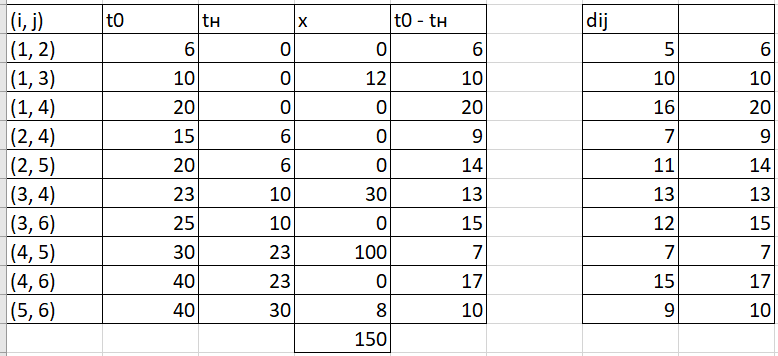 (i, j) t0 tн x t0 - tн dij
(1, 2) 6 0 0 6 5 6
(1, 3) 10 0 12 10 10 10
(1, 4) 20 0 0 20 16 20
(2, 4) 15 6 0 9 7 9
(2, 5) 20 6 0 14 11 14
(3, 4) 23 10 30 13 13 13
(3, 6) 25 10 0 15 12 15
(4, 5) 30 23 100 7 7 7
(4, 6) 40 23 0 17 15 17
(5, 6) 40 30 8 10 9 10
150